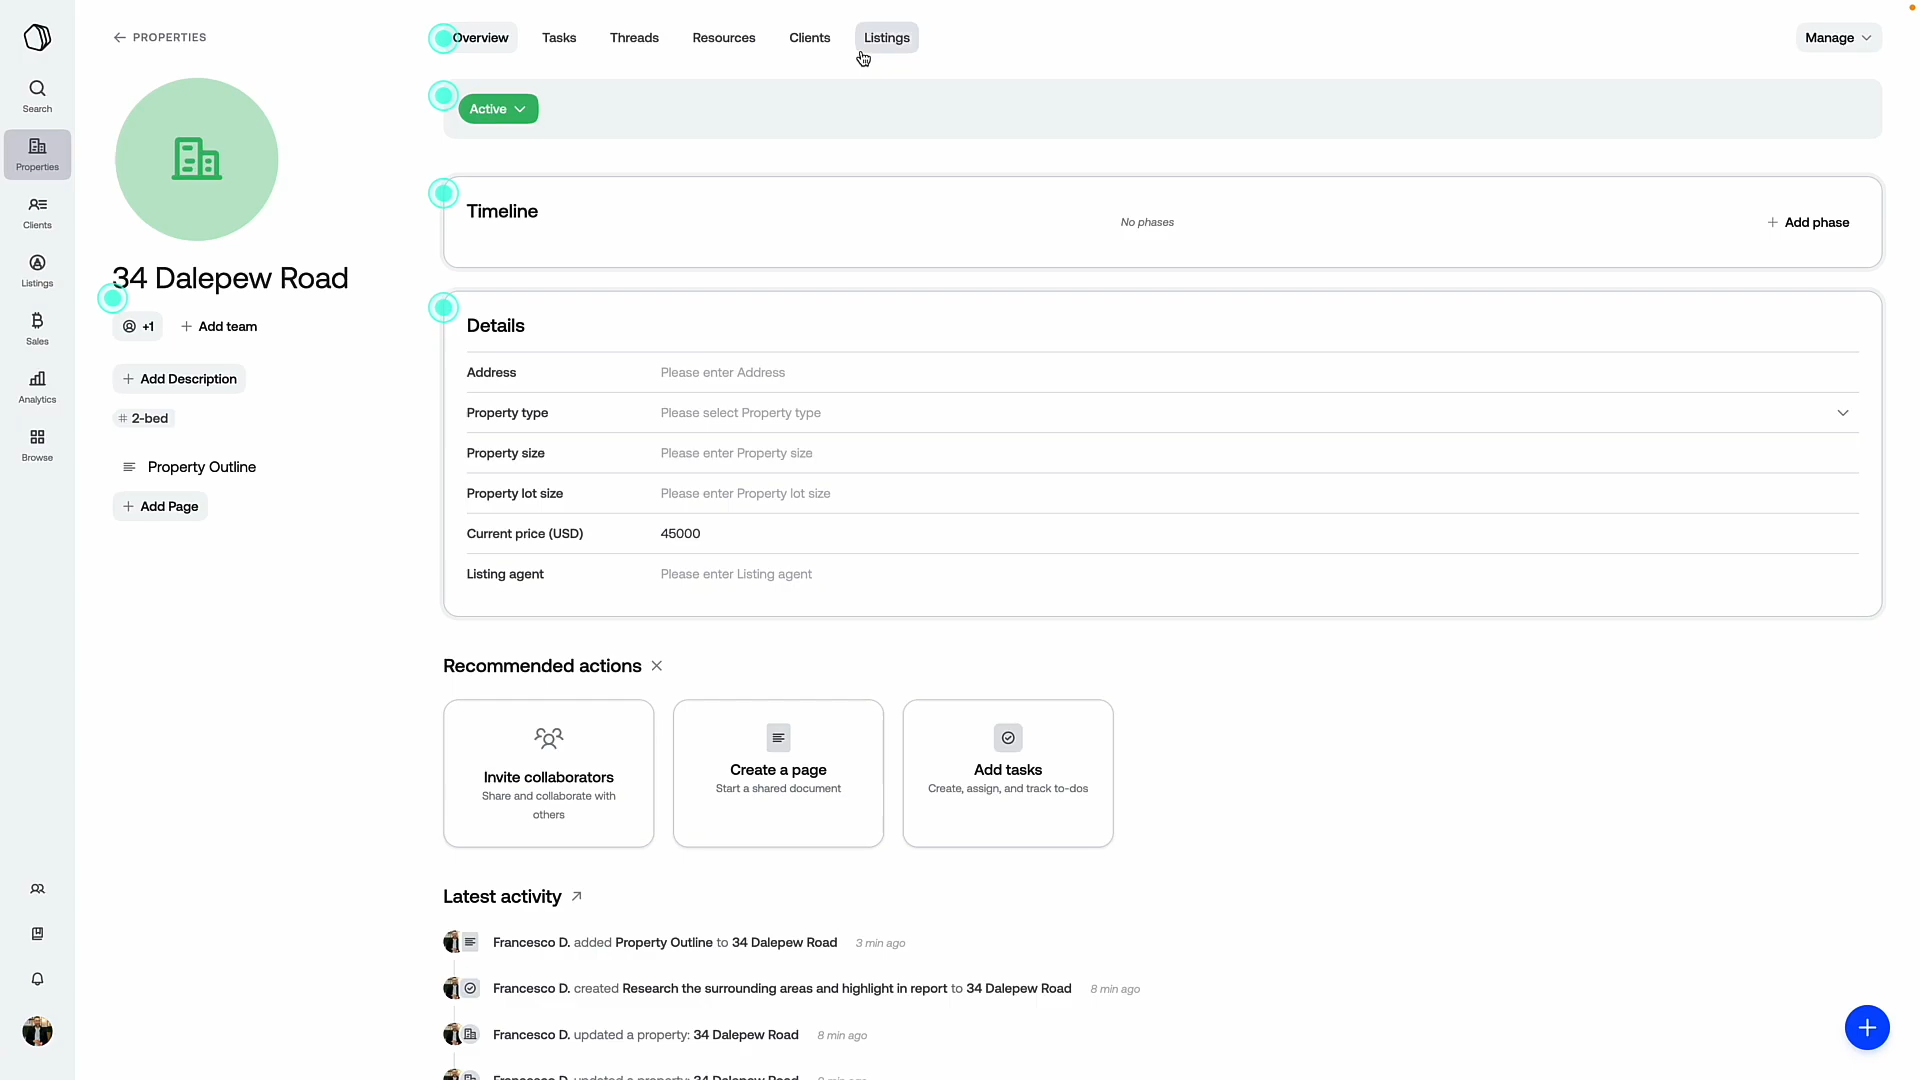 PROPERTIES
Overview
Tasks
Threads
Resources
Clients
Listings
Manage
Search
Properties
Clients
Listings
Sales
Analytics
Browse
34 Dalepew Road
+1
Add team
Add Description
# 2-bed
Property Outline
Add Page
Active
Timeline
No phases
Add phase
Details
Address
Please enter Address
Property type
Please select Property type
Property size
Please enter Property size
Property lot size
Please enter Property lot size
Current price (USD)
45000
Listing agent
Please enter Listing agent
Recommended actions
Invite collaborators
Share and collaborate with
others
Create a page
Start a shared document
Add tasks
Create, assign, and track to-dos
Latest activity
Francesco D. added Property Outline to 34 Dalepew Road 3 min ago
Francesco D. created Research the surrounding areas and highlight in report to 34 Dalepew Road 8 min ago
Francesco D. updated a property: 34 Dalepew Road 8 min ago
Francesco D. updated a property: 34 Dalepew Road